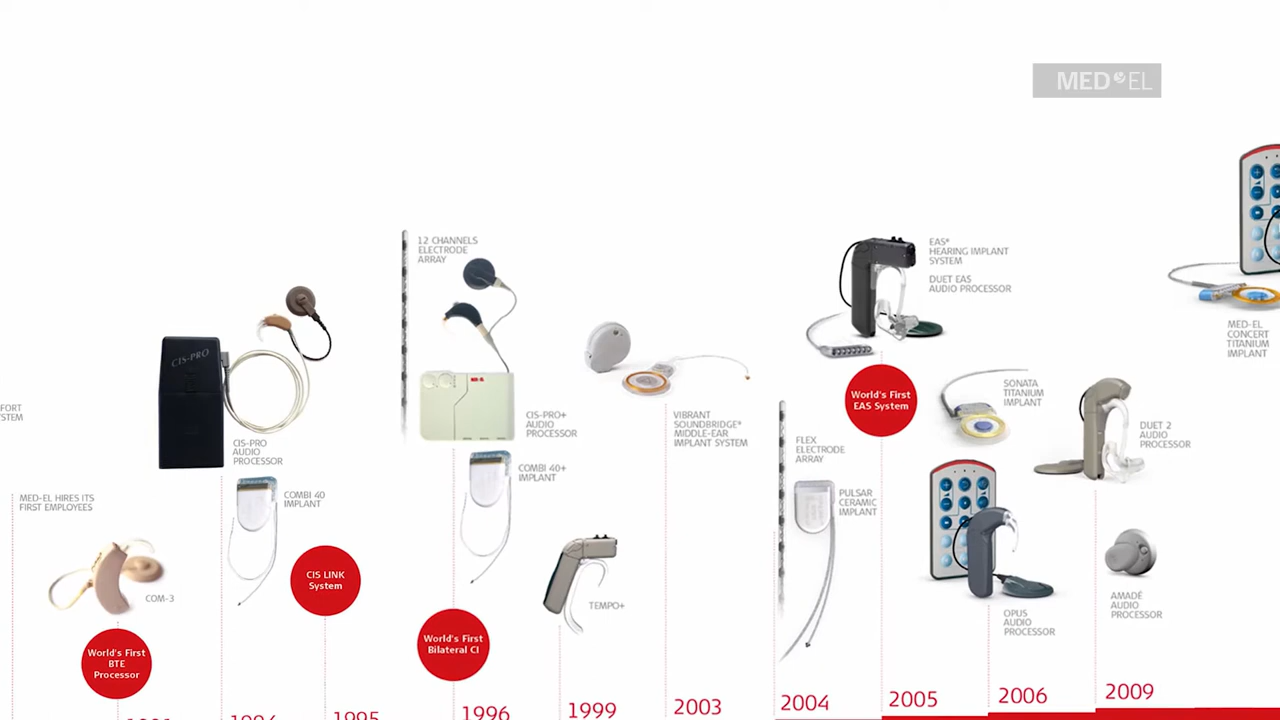 MED EL
FORT
STEM
MED-EL HIRES ITS
FIRST EMPLOYEES
COM-3
World's First
BTE
Processor
CIS-PRO
CIS-PRO
AUDIO
PROCESSOR
COMBI 40
IMPLANT
CIS LINK
System
12 CHANNELS
ELECTRODE
ARRAY
CIS-PRO+
AUDIO
PROCESSOR
COMBI 40+
IMPLANT
World's First
Bilateral CI
TEMPO+
VIBRANT
SOUNDBRIDGE®
MIDDLE-EAR
IMPLANT SYSTEM
FLEX
ELECTRODE
ARRAY
PULSAR
CERAMIC
IMPLANT
EAS®
HEARING IMPLANT
SYSTEM
DUET EAS
AUDIO PROCESSOR
World's First
EAS System
SONATA
TITANIUM
IMPLANT
OPUS
AUDIO
PROCESSOR
DUET 2
AUDIO
PROCESSOR
AMADÉ
AUDIO
PROCESSOR
MED-EL
CONCERT
TITANIUM
IMPLANT
1994
1995
1996
1999
2003
2004
2005
2006
2009